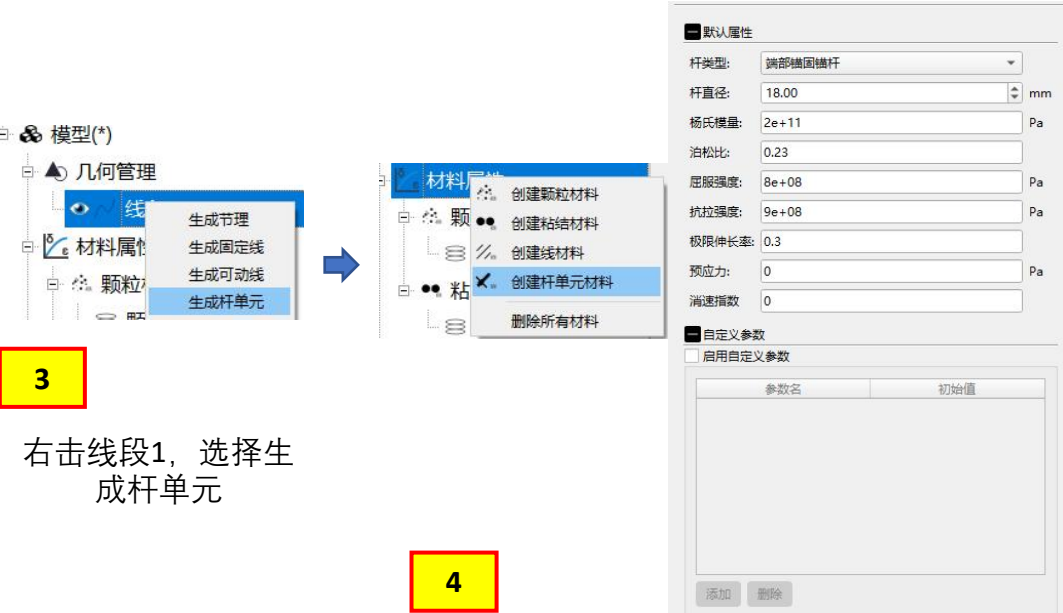 模型(*)
几何管理
线
生成节理
生成固定线
生成可动线
生成杆单元
材料属性
颗粒
3
右击线段1，选择生
成杆单元
材料属性
创建颗粒材料
创建粘结材料
创建线材料
创建杆单元材料
删除所有材料
颗
粘
4
默认属性
杆类型: 端部锚固锚杆
杆直径: 18.00 mm
杨氏模量: 2e+11 Pa
泊松比: 0.23
屈服强度: 8e+08 Pa
抗拉强度: 9e+08 Pa
极限伸长率: 0.3
预应力: 0 Pa
消速指数 0
自定义参数
启用自定义参数
参数名 初始值
添加 删除